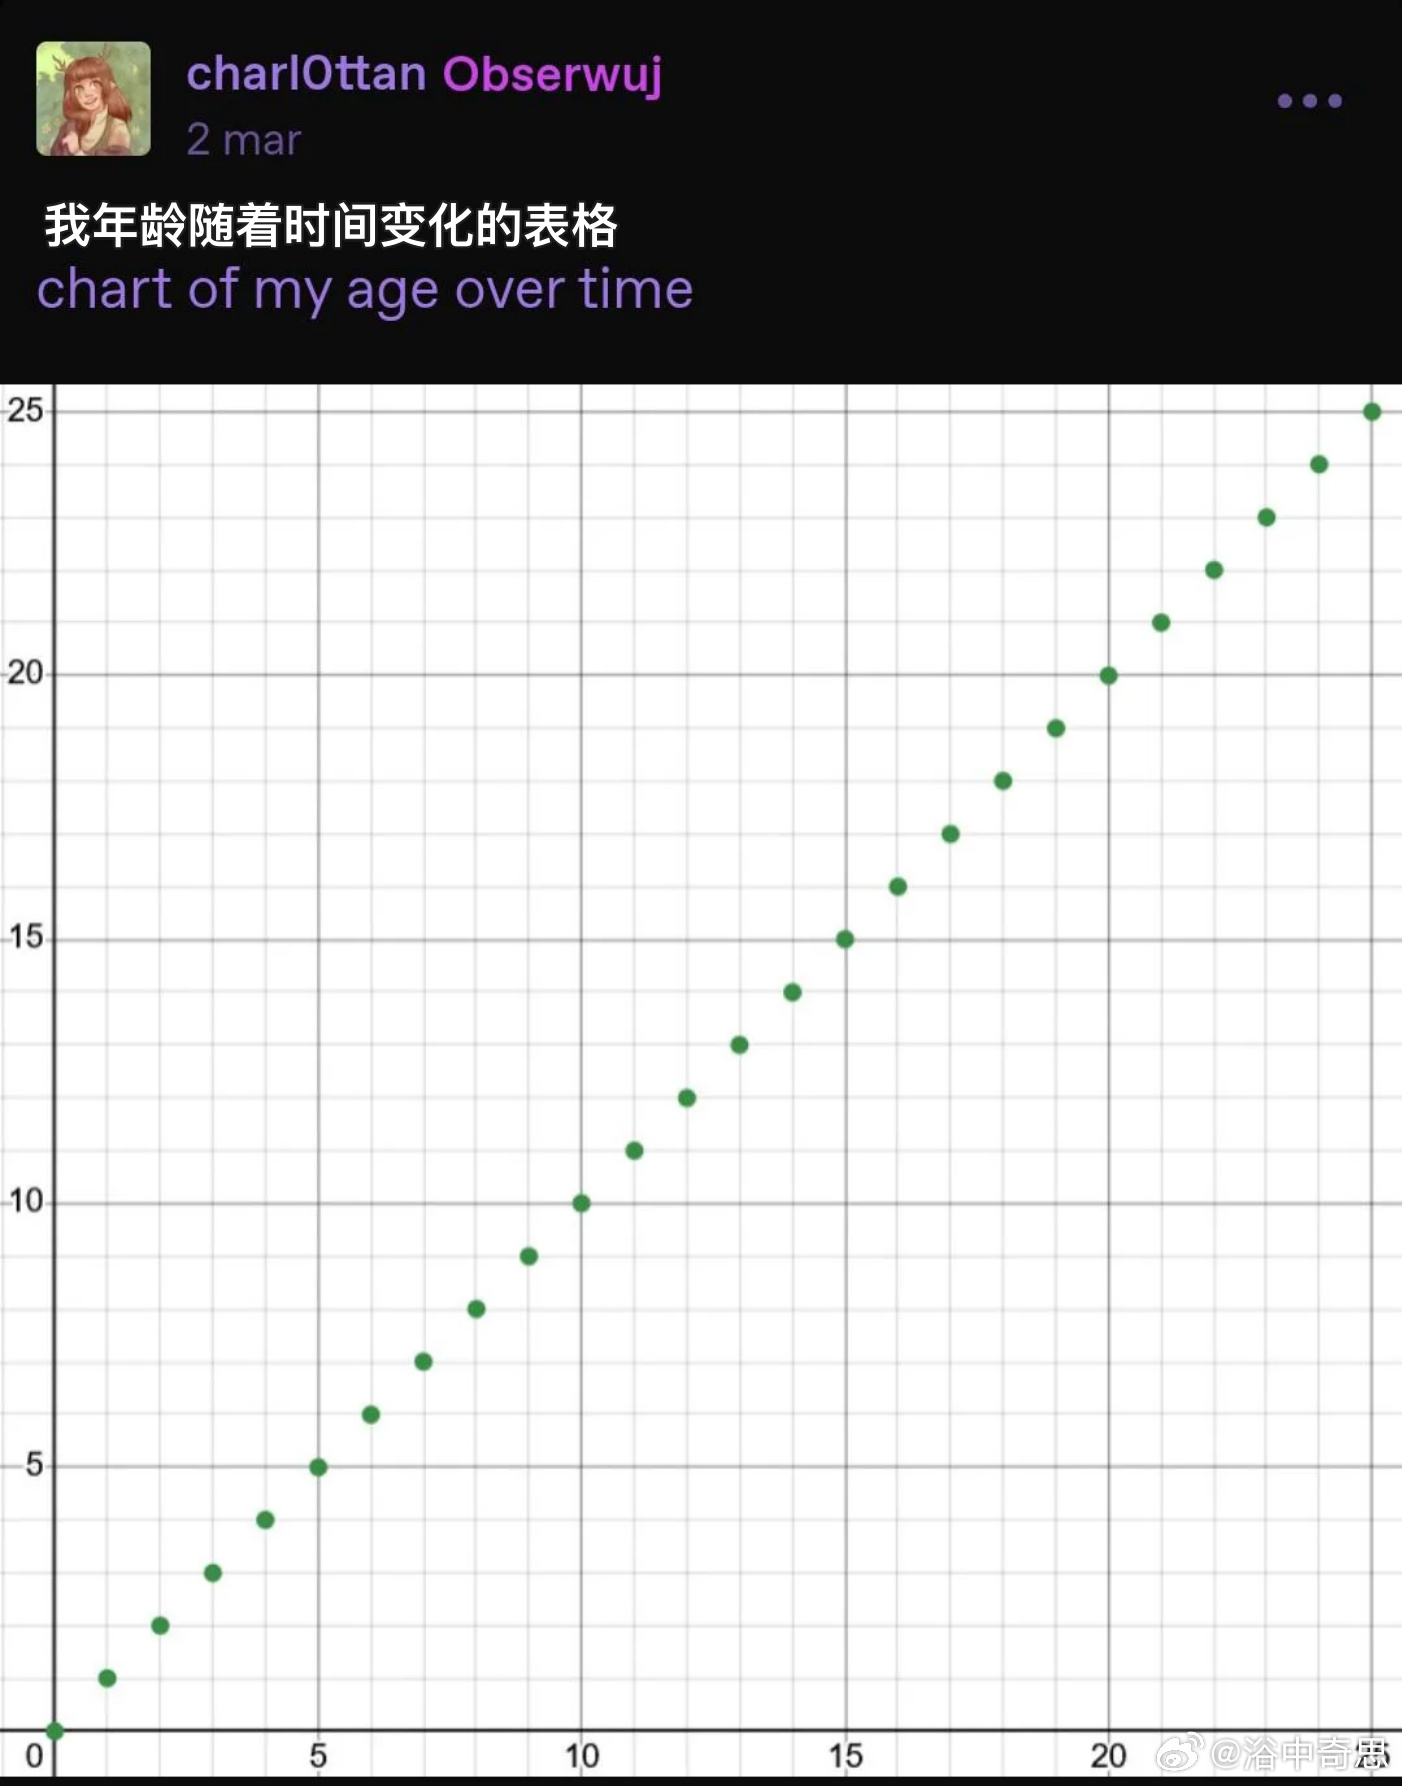 charl0ttan Obserwuj
2 mar
我年龄随着时间变化的表格
chart of my age over time
25
20
15
10
5
0 5 10 15 20 25
@浴中奇思